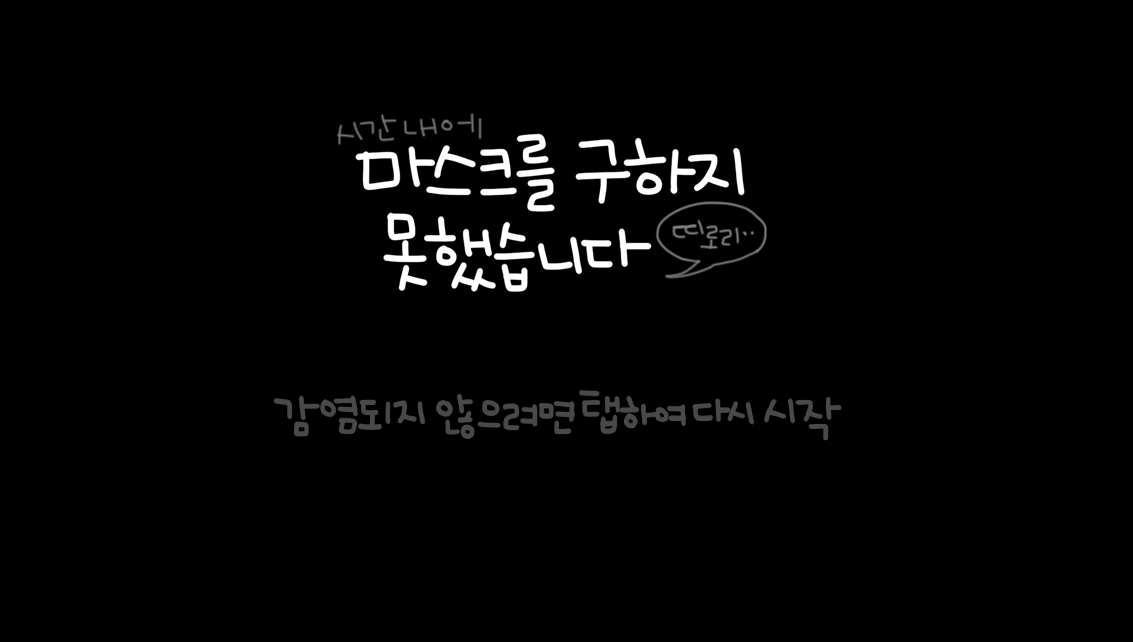 시간 내에
마스크를 구하지
못했습니다
띠로리..
감염되지 않으려면 탭하여 다시 시작